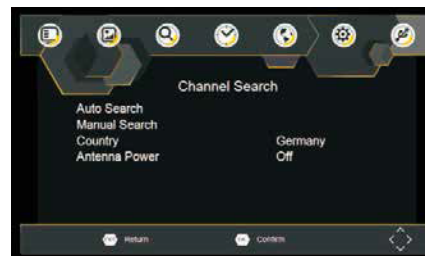 Channel Search
Auto Search
Manual Search
Country Germany
Antenna Power Off
Return Confirm